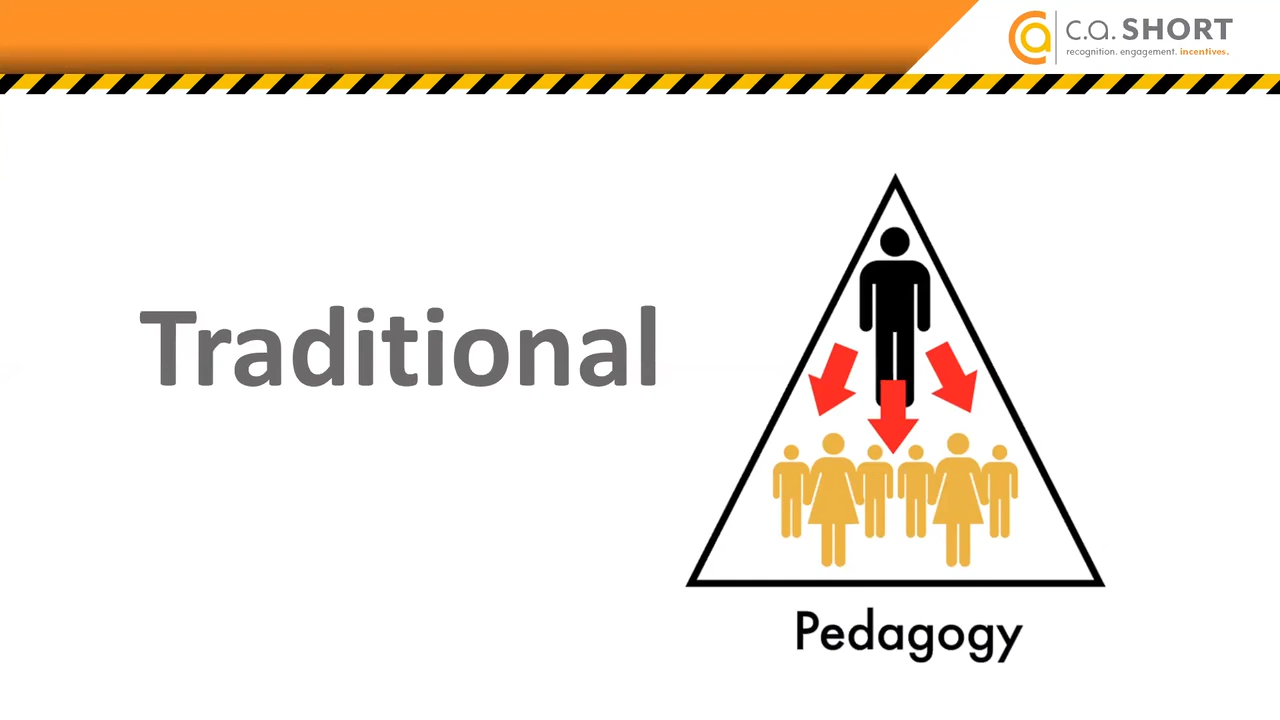 c.a. SHORT
recognition. engagement. incentives.
Traditional
Pedagogy